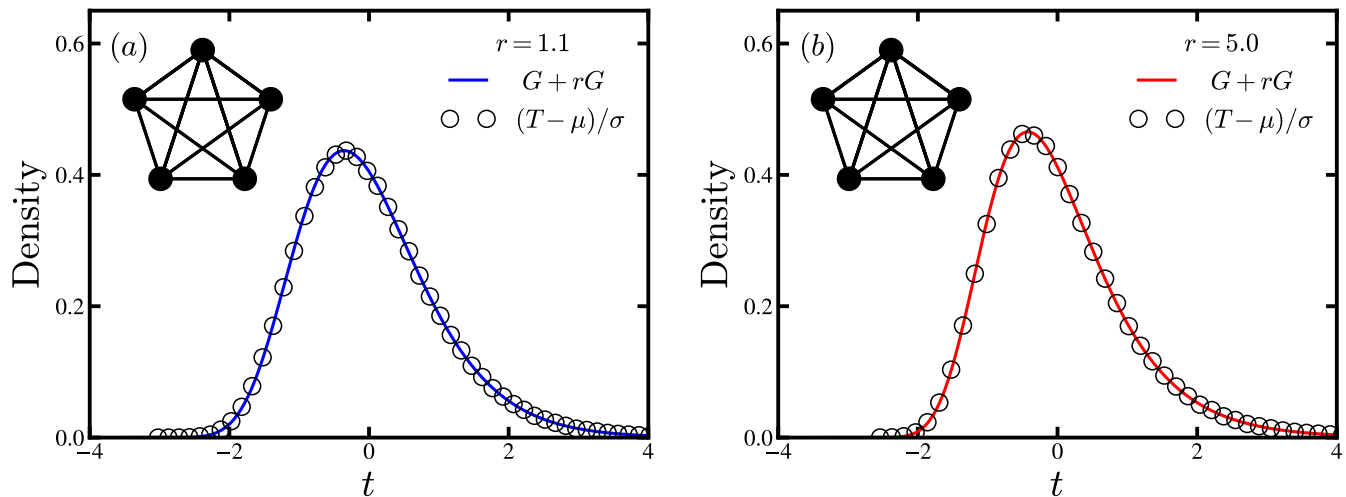 (a)
r = 1.1
G + rG
(T − μ)/σ
Density
0.6
0.4
0.2
0.0
−4
−2
0
2
4
t
(b)
r = 5.0
G + rG
(T − μ)/σ
Density
0.6
0.4
0.2
0.0
−4
−2
0
2
4
t